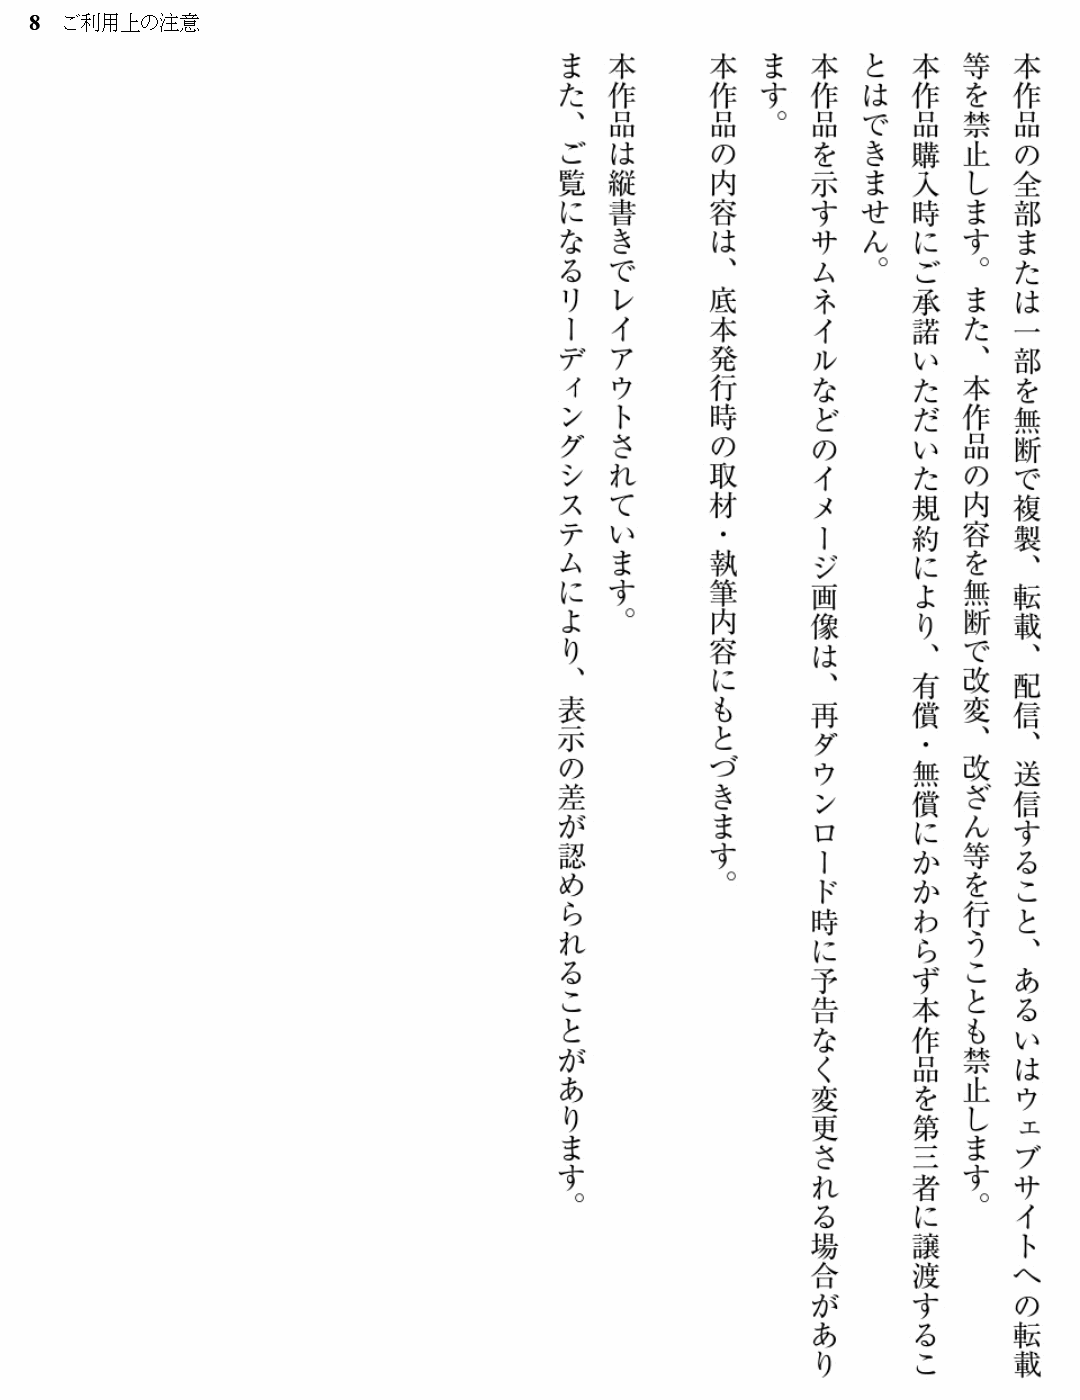 8 ご利用上の注意
本作品の全部または一部を無断で複製、転載、配信、送信すること、あるいはウェブサイトへの転載
等を禁止します。また、本作品の内容を無断で改変、改ざん等を行うことも禁止します。
本作品購入時にご承諾いただいた規約により、有償・無償にかかわらず本作品を第三者に譲渡するこ
とはできません。
本作品を示すサムネイルなどのイメージ画像は、再ダウンロード時に予告なく変更される場合があり
ます。
本作品の内容は、底本発行時の取材・執筆内容にもとづきます。
本作品は縦書きでレイアウトされています。
また、ご覧になるリーディングシステムにより、表示の差が認められることがあります。